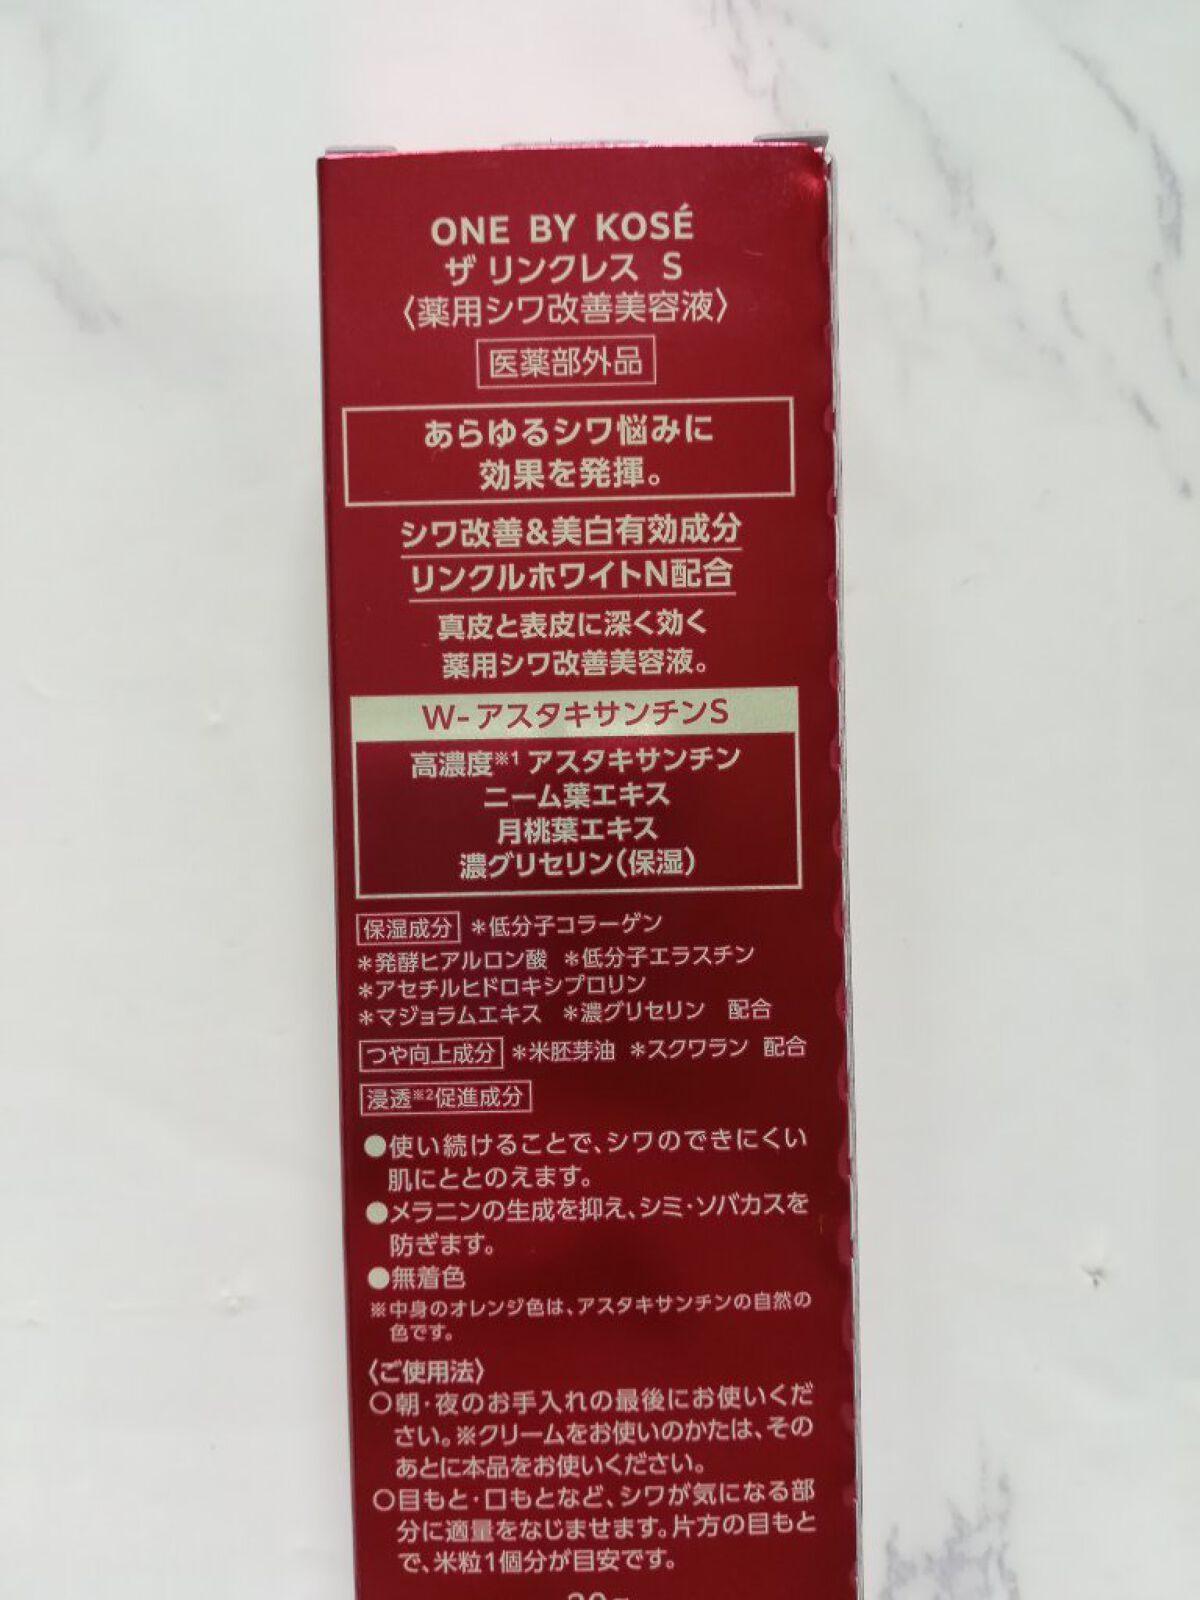 ONE BY KOSÉ
ザ リンクレス S
〈薬用シワ改善美容液〉
医薬部外品
あらゆるシワ悩みに
効果を発揮。
シワ改善&美白有効成分
リンクルホワイトN配合
真皮と表皮に深く効く
薬用シワ改善美容液。
W-アスタキサンチンS
高濃度※1 アスタキサンチン
ニーム葉エキス
月桃葉エキス
濃グリセリン(保湿)
保湿成分 *低分子コラーゲン
*発酵ヒアルロン酸 *低分子エラスチン
*アセチルヒドロキシプロリン
*マジョラムエキス *濃グリセリン 配合
つや向上成分 *米胚芽油 *スクワラン 配合
浸透※2促進成分
●使い続けることで、シワのできにくい
肌にととのえます。
●メラニンの生成を抑え、シミ・ソバカスを
防ぎます。
●無着色
※中身のオレンジ色は、アスタキサンチンの自然の
色です。
〈ご使用法〉
○朝・夜のお手入れの最後にお使いくだ
さい。※クリームをお使いのかたは、その
あとに本品をお使いください。
○目もと・口もとなど、シワが気になる部
分に適量をなじませます。片方の目もと
で、米粒1個分が目安です。